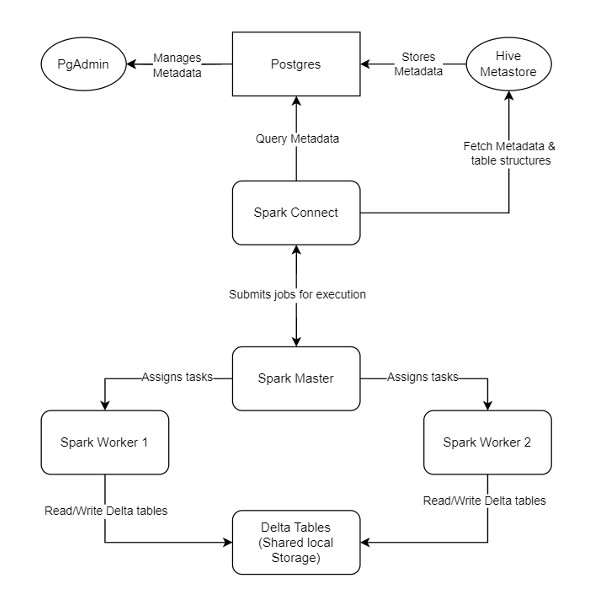 PgAdmin
Manages
Metadata
Postgres
Stores
Metadata
Hive
Metastore
Query Metadata
Fetch Metadata &
table structures
Spark Connect
Submits jobs for execution
Assigns tasks
Spark Master
Assigns tasks
Spark Worker 1
Spark Worker 2
Read/Write Delta tables
Read/Write Delta tables
Delta Tables
(Shared local
Storage)